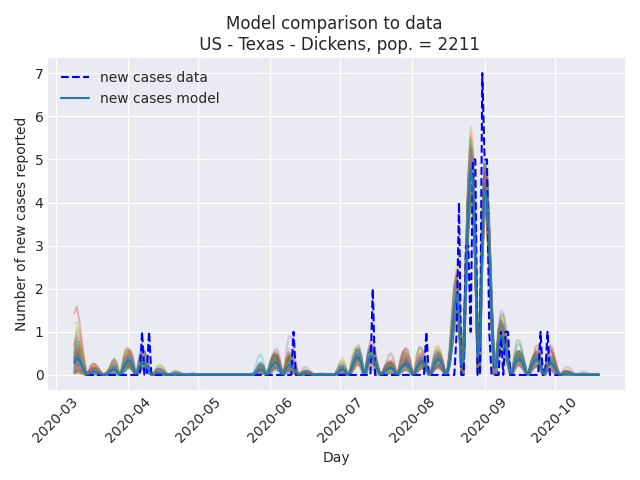 Model comparison to data
US - Texas - Dickens, pop. = 2211
new cases data
new cases model
Number of new cases reported
7
6
5
4
3
2
1
0
2020-03
2020-04
2020-05
2020-06
2020-07
2020-08
2020-09
2020-10
Day